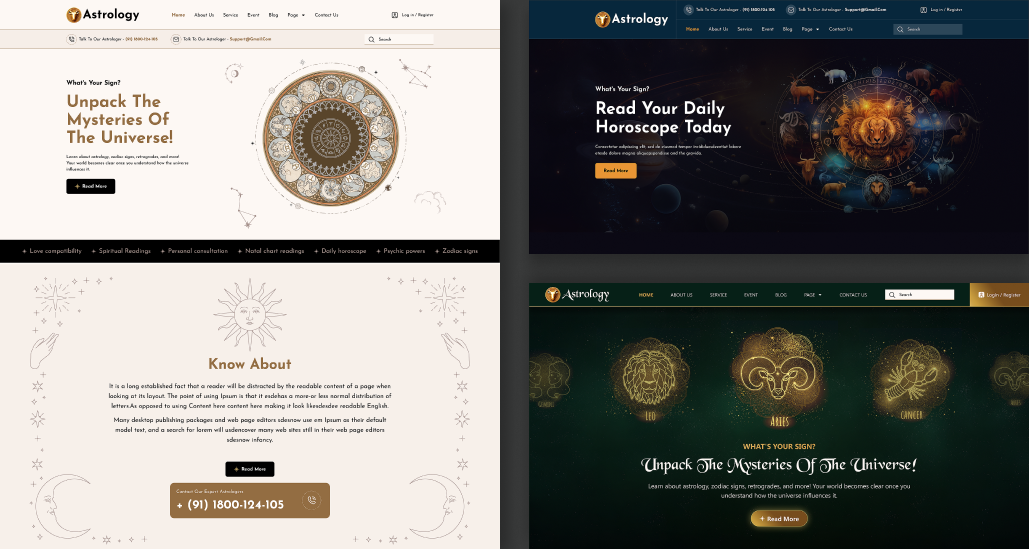 Astrology
Home About Us Service Event Blog Page Contact Us
Log in / Register
Talk To Our Astrologer - (91) 1800-124-105
Talk To Our Astrologer - Support@Gmail.Com
Search
What's Your Sign?
Unpack The
Mysteries Of
The Universe!
Learn about astrology, zodiac signs, retrogrades, and more!
Your world becomes clear once you understand how the universe
influences it.
+ Read More
+ Love compatibility + Spiritual Readings + Personal consultation + Natal chart readings + Daily horoscope + Psychic powers + Zodiac signs
Know About
It is a long established fact that a reader will be distracted by the readable content of a page when
looking at its layout. The point of using Ipsum is that it esdehas a more-or less normal distribution of
letters.As opposed to using Content here content here making it look likesdesdee readable English.
Many desktop publishing packages and web page editors sdesnow use em Ipsum as their default
model text, and a search for lorem will usdencover many web sites still in their web page editors
sdesnow infancy.
+ Read More
Contact Our Expert Astrologers
+ (91) 1800-124-105
Astrology
Talk To Our Astrologer - (91) 1800-124-105
Talk To Our Astrologer - Support@Gmail.Com
Log in / Register
Home About Us Service Event Blog Page Contact Us
Search
What's Your Sign?
Read Your Daily
Horoscope Today
Consectetur adipiscing elit, sed do eiusmod tempor
Read More
Astrology
HOME ABOUT US SERVICE EVENT BLOG PAGE CONTACT US
Search
Login / Register
LEO
ARIES
CANCER
WHAT'S YOUR SIGN?
Unpack The Mysteries Of The Universe!
Learn about astrology, zodiac signs, retrogrades, and more! Your world becomes clear once you
understand how the universe influences it.
+ Read More